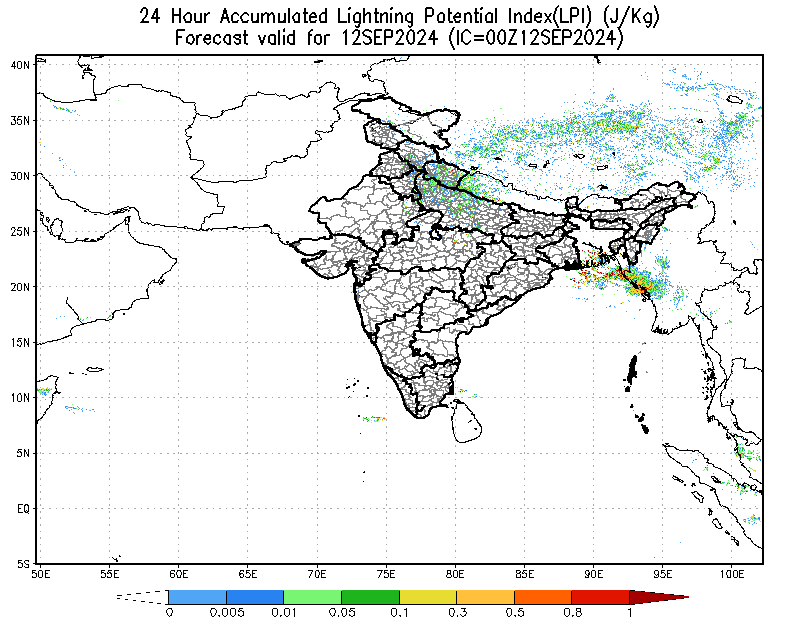 24 Hour Accumulated Lightning Potential Index(LPI) (J/Kg)
Forecast valid for 12SEP2024 (IC=00Z12SEP2024)
40N
35N
30N
25N
20N
15N
10N
5N
EQ
5S
50E 55E 60E 65E 70E 75E 80E 85E 90E 95E 100E
0 0.005 0.01 0.05 0.1 0.3 0.5 0.8 1